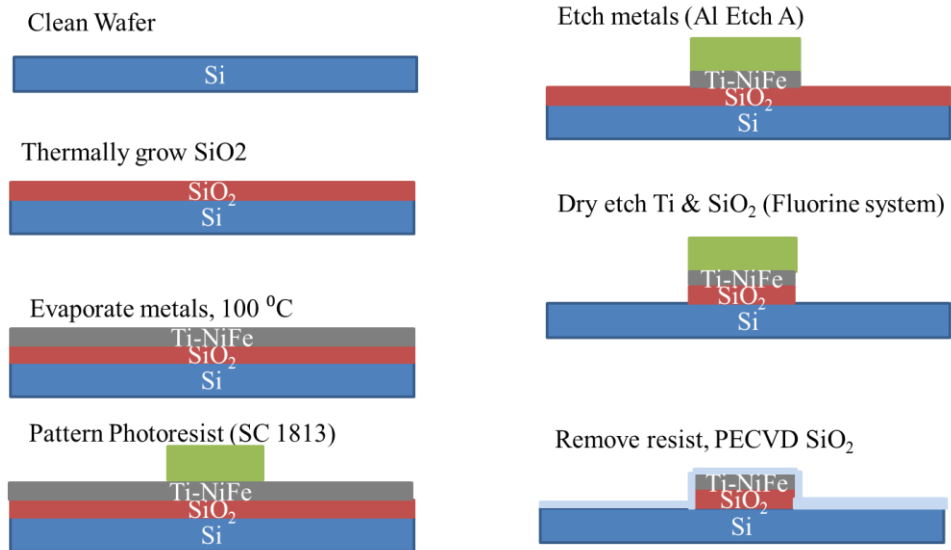 Clean Wafer
Si
Thermally grow SiO2
SiO₂
Si
Evaporate metals, 100 ⁰C
Ti-NiFe
SiO₂
Si
Pattern Photoresist (SC 1813)
Ti-NiFe
SiO₂
Si
Etch metals (Al Etch A)
Ti-NiFe
SiO₂
Si
Dry etch Ti & SiO₂ (Fluorine system)
Ti-NiFe
SiO₂
Si
Remove resist, PECVD SiO₂
Ti-NiFe
SiO₂
Si